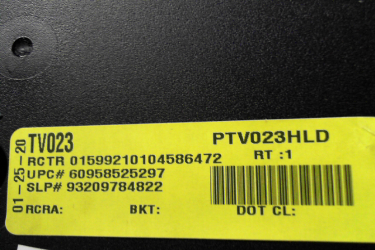 01-25-20
TV023 PTV023HLD
RCTR 01599210104586472 RT :1
UPC# 60958525297
SLP# 93209784822
RCRA: BKT: DOT CL: